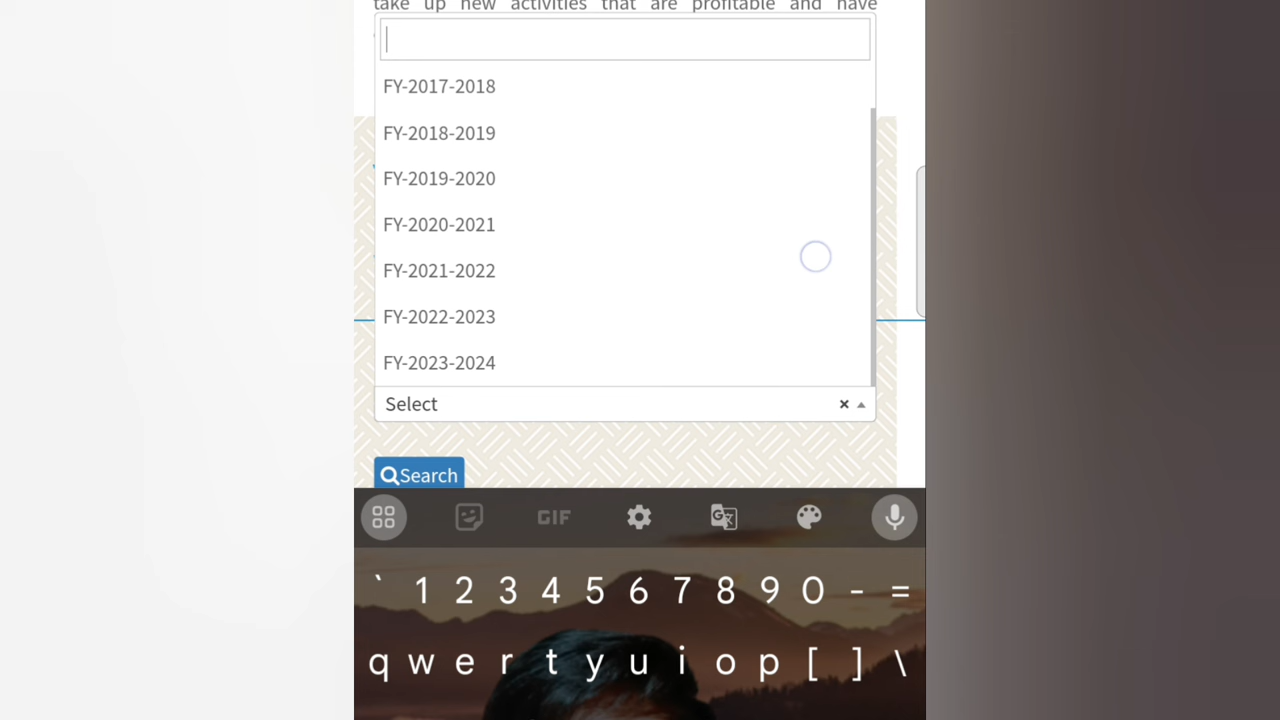 take up new activities that are profitable and have
FY-2017-2018
FY-2018-2019
FY-2019-2020
FY-2020-2021
FY-2021-2022
FY-2022-2023
FY-2023-2024
Select ×
Search
GIF
` 1 2 3 4 5 6 7 8 9 0 - =
q w e r t y u i o p [ ] \